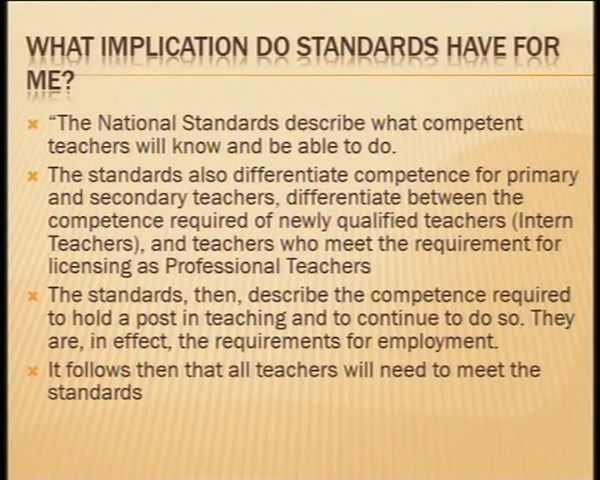 WHAT IMPLICATION DO STANDARDS HAVE FOR
ME?
“The National Standards describe what competent
teachers will know and be able to do.
The standards also differentiate competence for primary
and secondary teachers, differentiate between the
competence required of newly qualified teachers (Intern
Teachers), and teachers who meet the requirement for
licensing as Professional Teachers
The standards, then, describe the competence required
to hold a post in teaching and to continue to do so. They
are, in effect, the requirements for employment.
It follows then that all teachers will need to meet the
standards